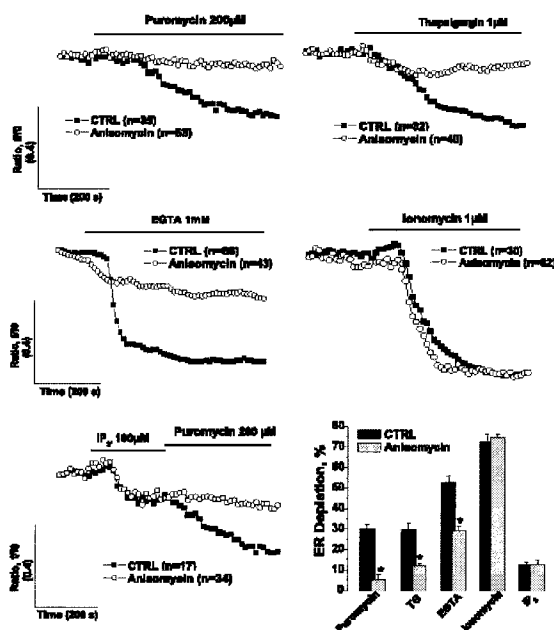 Puromycin 200µM
CTRL (n=35)
Anisomycin (n=53)
Ratio, f/f0
(0.4)
Time (200 s)
Thapsigargin 1µM
CTRL (n=32)
Anisomycin (n=40)
EGTA 1mM
CTRL
Anisomycin (n=43)
Ratio, f/f0
(0.4)
Time (200 s)
Ionomycin 1µM
CTRL (n=30)
Anisomycin (n=62)
IP3 100µM
Puromycin 200 µM
CTRL (n=17)
Anisomycin (n=34)
Ratio, f/f0
(0.4)
Time (200 s)
ER Depletion, %
80
70
60
50
40
30
20
10
0
CTRL
Anisomycin
*
*
*
Puromycin
TG
EGTA
Ionomycin
IP3